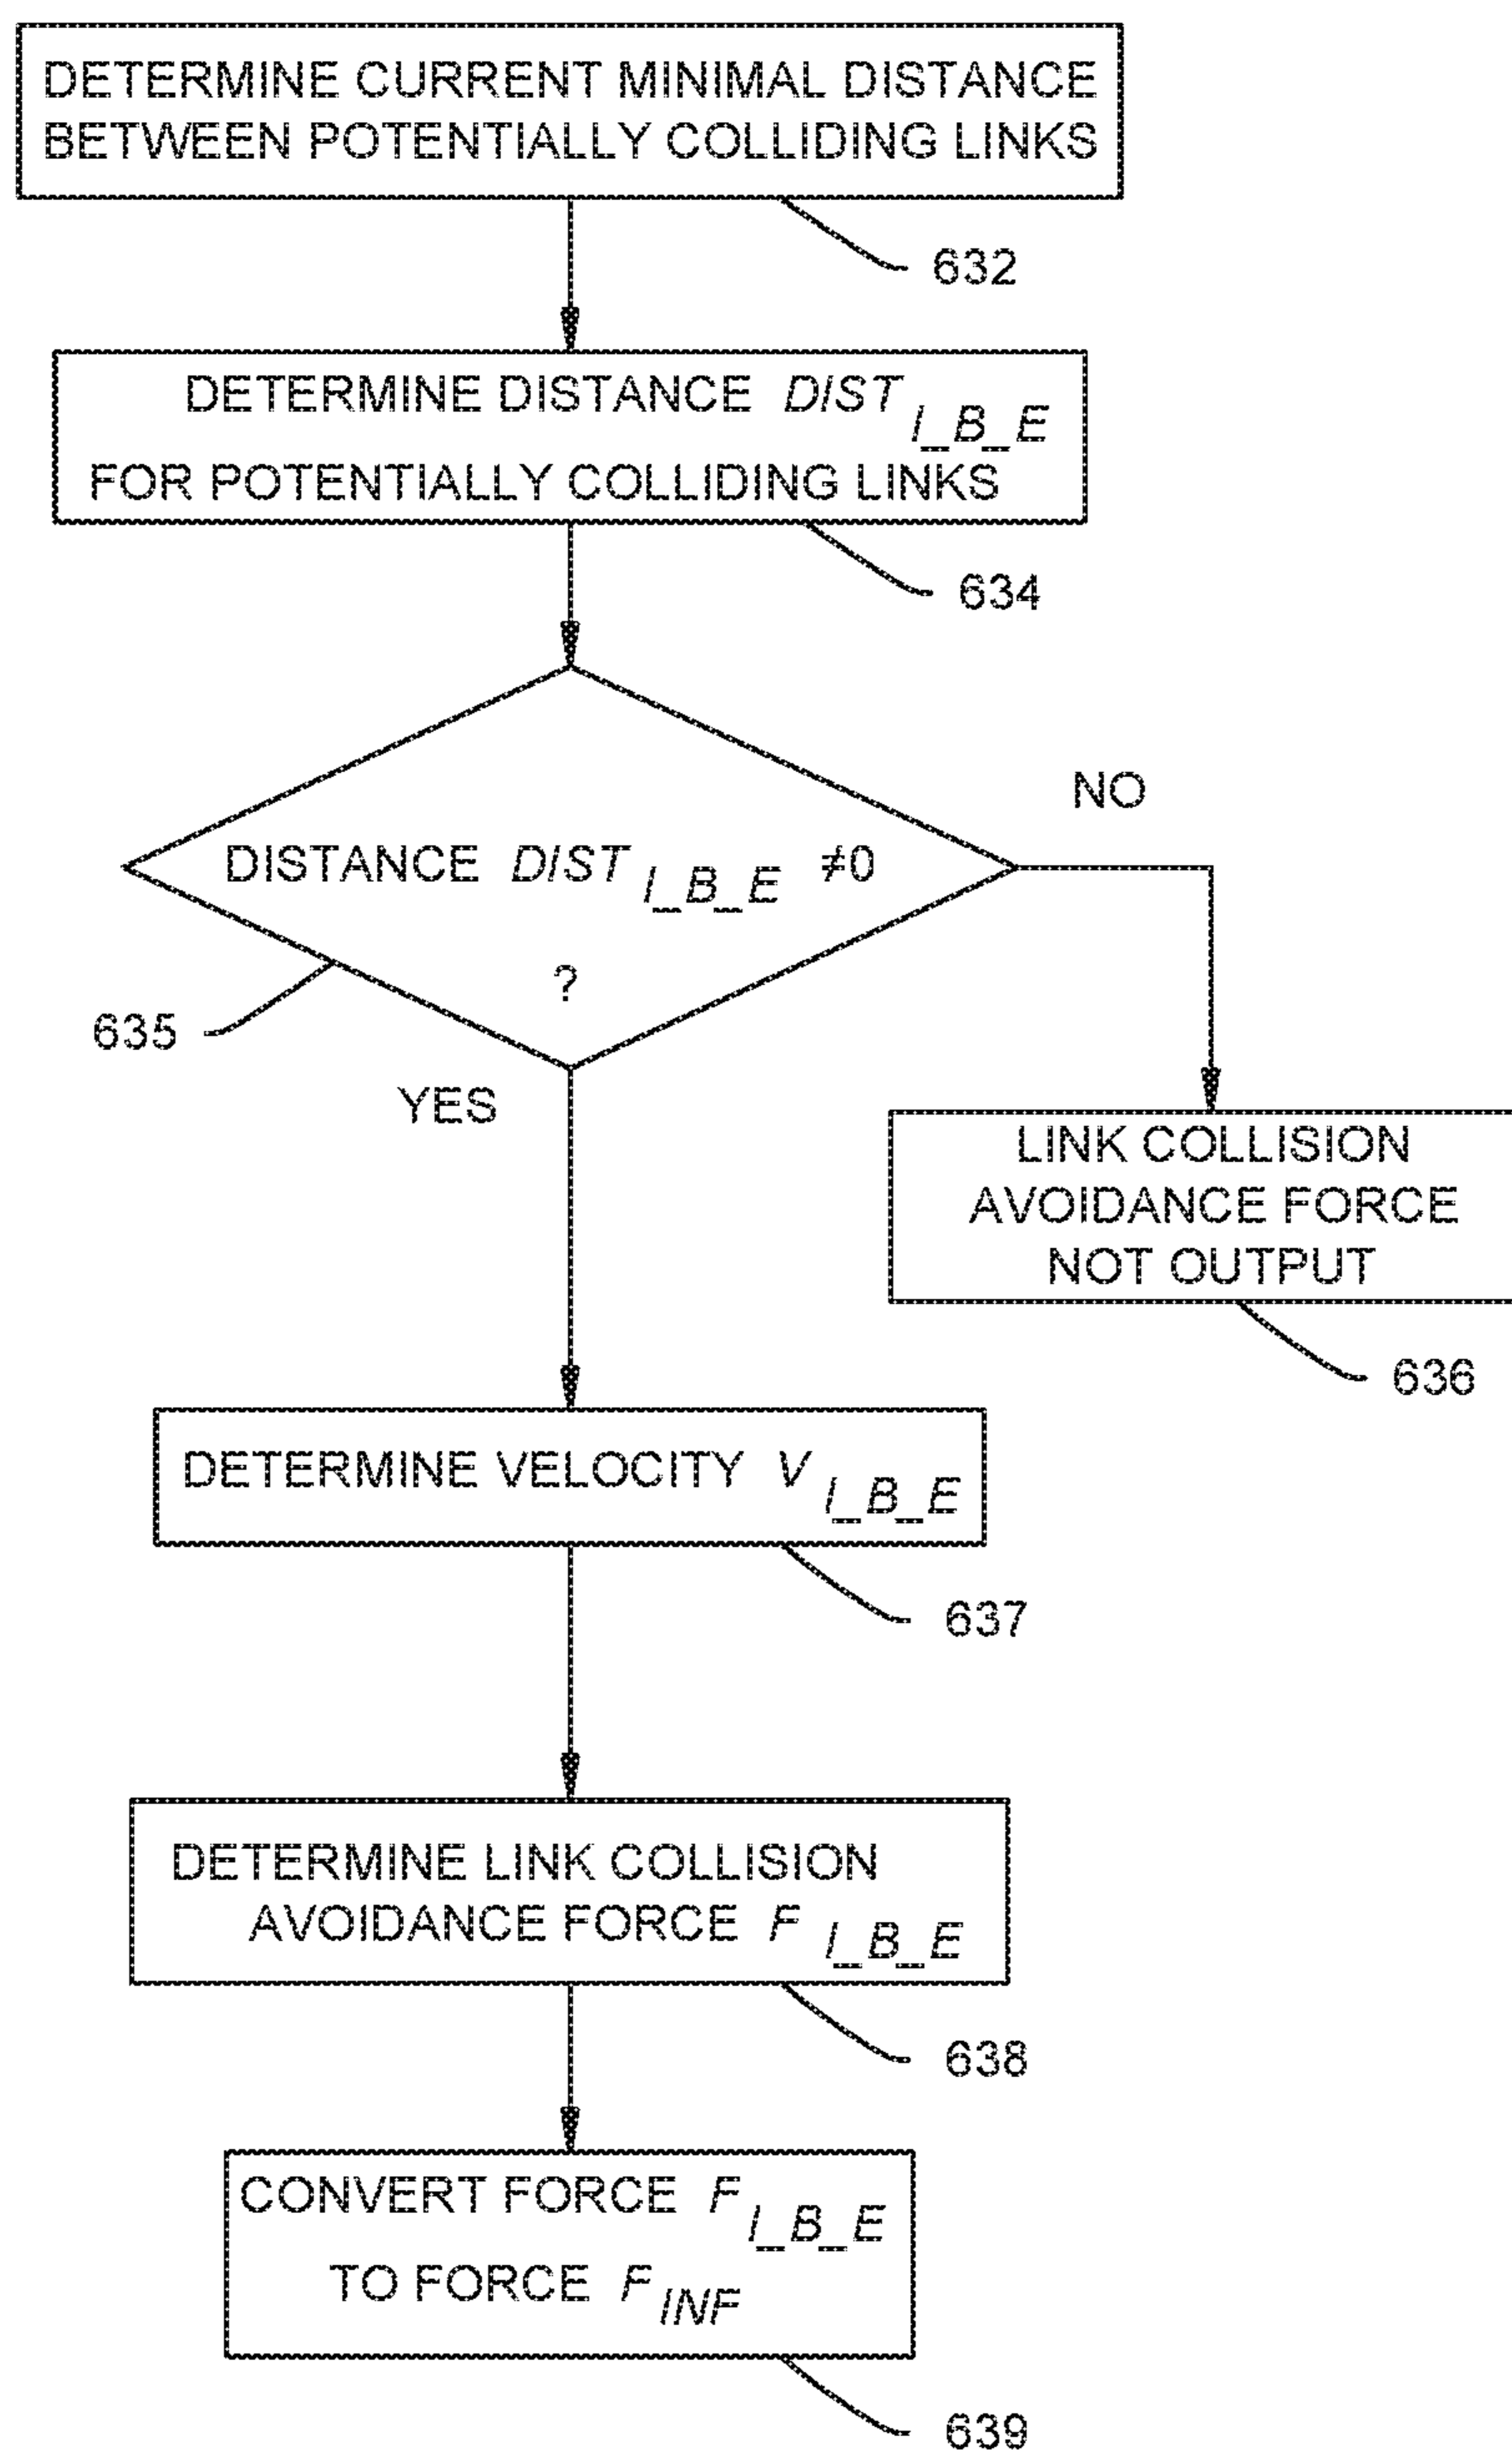 DETERMINE CURRENT MINIMAL DISTANCE
BETWEEN POTENTIALLY COLLIDING LINKS
632
DETERMINE DISTANCE DIST I_B_E
FOR POTENTIALLY COLLIDING LINKS
634
NO
DISTANCE DIST I_B_E ≠0
?
635
YES
LINK COLLISION
AVOIDANCE FORCE
NOT OUTPUT
636
DETERMINE VELOCITY V I_B_E
637
DETERMINE LINK COLLISION
AVOIDANCE FORCE F I_B_E
638
CONVERT FORCE F I_B_E
TO FORCE F INF
639